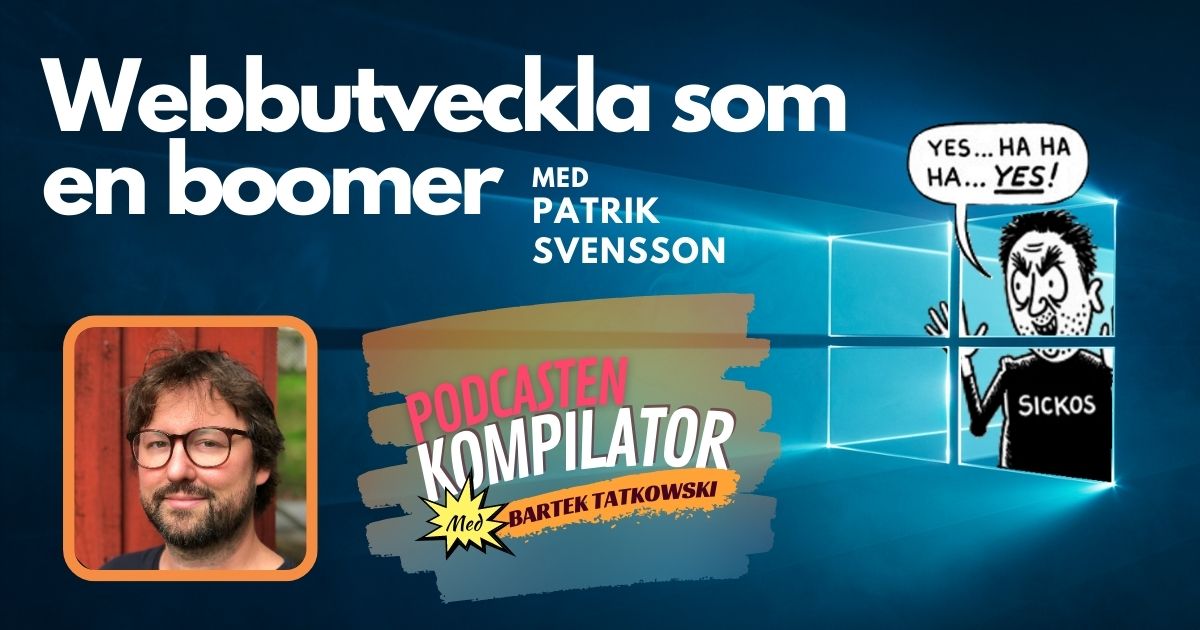 Webbutveckla som
en boomer
MED
PATRIK
SVENSSON
YES... HA HA
HA... YES!
SICKOS
PODCASTEN
KOMPILATOR
Med
BARTEK TATKOWSKI